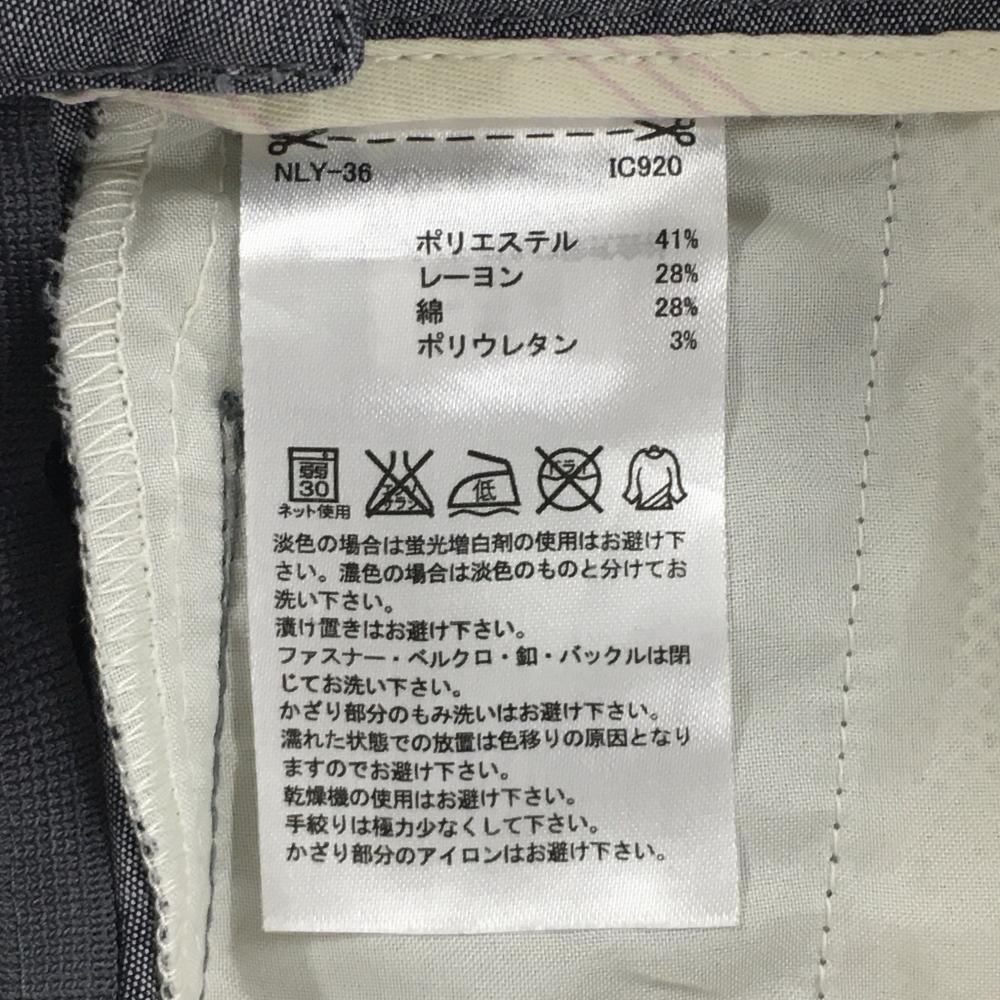 NLY-36 IC920
ポリエステル 41%
レーヨン 28%
綿 28%
ポリウレタン 3%
弱
30
ネット使用
エンソ
サラシ
低
ドライ
淡色の場合は蛍光増白剤の使用はお避け下
さい。濃色の場合は淡色のものと分けてお
洗い下さい。
漬け置きはお避け下さい。
ファスナー・ベルクロ・釦・バックルは閉
じてお洗い下さい。
かざり部分のもみ洗いはお避け下さい。
濡れた状態での放置は色移りの原因となり
ますのでお避け下さい。
乾燥機の使用はお避け下さい。
手絞りは極力少なくして下さい。
かざり部分のアイロンはお避け下さい。